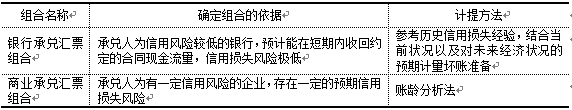 组合名称 确定组合的依据 计提方法
银行承兑汇票 承兑人为信用风险较低的银行，预计能在短期内收回约 参考历史信用损失经验，结合当
组合 定的合同现金流量，信用损失风险极低 前状况以及对未来经济状况的
预期计量坏账准备
商业承兑汇票 承兑人为有一定信用风险的企业，存在一定的预期信用 账龄分析法
组合 损失风险